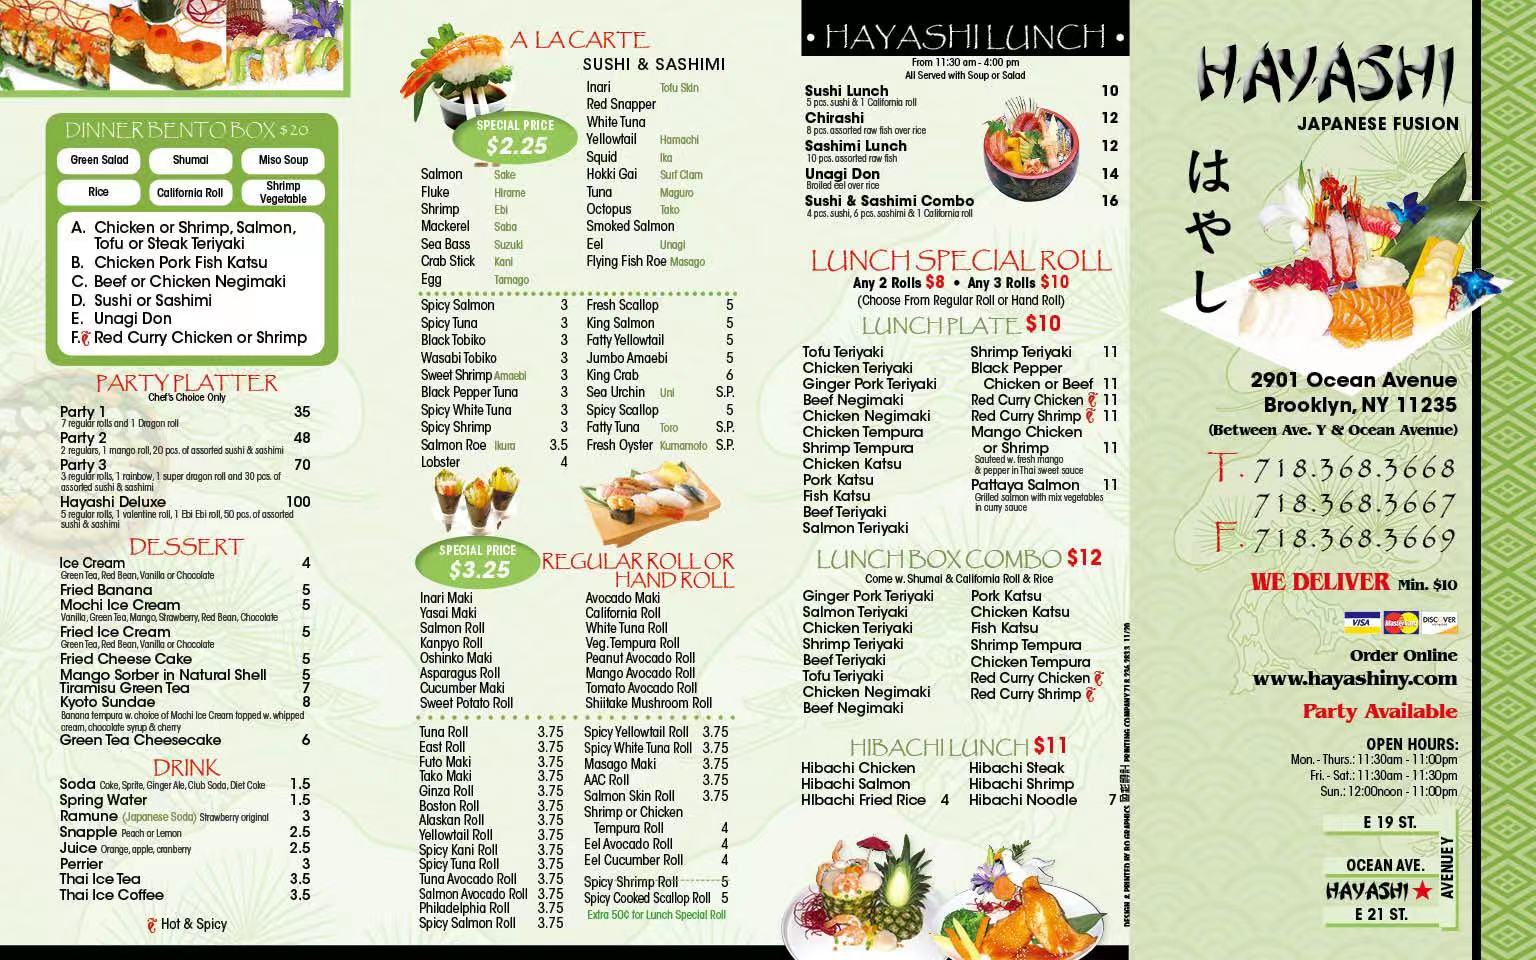 DINNER BENTO BOX $20
Green Salad
Shumai
Miso Soup
Rice
California Roll
Shrimp
Vegetable
A. Chicken or Shrimp, Salmon,
Tofu or Steak Teriyaki
B. Chicken Pork Fish Katsu
C. Beef or Chicken Negimaki
D. Sushi or Sashimi
E. Unagi Don
F. Red Curry Chicken or Shrimp
PARTY PLATTER
Chef's Choice Only
Party 1 35
7 regular rolls and 1 Dragon roll
Party 2 48
2 regulars, 1 mango roll, 20 pcs. of assorted sushi & sashimi
Party 3 70
3 regular rolls, 1 rainbow, 1 super dragon roll and 30 pcs. of
assorted sushi & sashimi
Hayashi Deluxe 100
5 regular rolls, 1 valentine roll, 1 Ebi Ebi roll, 50 pcs. of assorted
sushi & sashimi
DESSERT
Ice Cream 4
Green Tea, Red Bean, Vanilla or Chocolate
Fried Banana 5
Mochi Ice Cream 5
Vanilla, Green Tea, Mango, Strawberry, Red Bean, Chocolate
Fried Ice Cream 5
Green Tea, Red Bean, Vanilla or Chocolate
Fried Cheese Cake 5
Mango Sorber in Natural Shell 5
Tiramisu Green Tea 7
Kyoto Sundae 8
Banana tempura w. choice of Mochi Ice Cream topped w. whipped
cream, chocolate syrup & cherry
Green Tea Cheesecake 6
DRINK
Soda Coke, Sprite, Ginger Ale, Club Soda, Diet Coke 1.5
Spring Water 1.5
Ramune (Japanese Soda) Strawberry original 3
Snapple Peach or Lemon 2.5
Juice Orange, apple, cranberry 2.5
Perrier 3
Thai Ice Tea 3.5
Thai Ice Coffee 3.5
Hot & Spicy
A LA CARTE
SUSHI & SASHIMI
SPECIAL PRICE
$2.25
Salmon Sake
Fluke Hirame
Shrimp Ebi
Mackerel Saba
Sea Bass Suzuki
Crab Stick Kani
Egg Tamago
Inari Tofu Skin
Red Snapper
White Tuna
Yellowtail Hamachi
Squid Ika
Hokki Gai Surf Clam
Tuna Maguro
Octopus Tako
Smoked Salmon
Eel Unagi
Flying Fish Roe Masago
Spicy Salmon 3
Spicy Tuna 3
Black Tobiko 3
Wasabi Tobiko 3
Sweet Shrimp Amaebi 3
Black Pepper Tuna 3
Spicy White Tuna 3
Spicy Shrimp 3
Salmon Roe Ikura 3.5
Lobster 4
Fresh Scallop 5
King Salmon 5
Fatty Yellowtail 5
Jumbo Amaebi 5
King Crab 6
Sea Urchin Uni S.P.
Spicy Scallop 5
Fatty Tuna Toro S.P.
Fresh Oyster Kumamoto S.P.
SPECIAL PRICE
$3.25
REGULAR ROLL OR
HAND ROLL
Inari Maki
Yasai Maki
Salmon Roll
Kanpyo Roll
Oshinko Maki
Asparagus Roll
Cucumber Maki
Sweet Potato Roll
Avocado Maki
California Roll
White Tuna Roll
Veg. Tempura Roll
Peanut Avocado Roll
Mango Avocado Roll
Tomato Avocado Roll
Shiitake Mushroom Roll
Tuna Roll 3.75
East Roll 3.75
Futo Maki 3.75
Tako Maki 3.75
Ginza Roll 3.75
Boston Roll 3.75
Alaskan Roll 3.75
Yellowtail Roll 3.75
Spicy Kani Roll 3.75
Spicy Tuna Roll 3.75
Tuna Avocado Roll 3.75
Salmon Avocado Roll 3.75
Philadelphia Roll 3.75
Spicy Salmon Roll 3.75
Spicy Yellowtail Roll 3.75
Spicy White Tuna Roll 3.75
Masago Maki 3.75
AAC Roll 3.75
Salmon Skin Roll 3.75
Shrimp or Chicken
Tempura Roll 4
Eel Avocado Roll 4
Eel Cucumber Roll 4
Spicy Shrimp Roll 5
Spicy Cooked Scallop Roll 5
Extra 50¢ for Lunch Special Roll
• HAYASHI LUNCH •
From 11:30 am - 4:00 pm
All Served with Soup or Salad
Sushi Lunch 10
5 pcs. sushi & 1 California roll
Chirashi 12
8 pcs. assorted raw fish over rice
Sashimi Lunch 12
10 pcs. assorted raw fish
Unagi Don 14
Broiled eel over rice
Sushi & Sashimi Combo 16
4 pcs. sushi, 6 pcs. sashimi & 1 California roll
LUNCH SPECIAL ROLL
Any 2 Rolls $8 • Any 3 Rolls $10
(Choose From Regular Roll or Hand Roll)
LUNCH PLATE $10
Tofu Teriyaki
Chicken Teriyaki
Ginger Pork Teriyaki
Beef Negimaki
Chicken Negimaki
Chicken Tempura
Shrimp Tempura
Chicken Katsu
Pork Katsu
Fish Katsu
Beef Teriyaki
Salmon Teriyaki
Shrimp Teriyaki 11
Black Pepper
Chicken or Beef 11
Red Curry Chicken 11
Red Curry Shrimp 11
Mango Chicken
or Shrimp 11
Sauteed w. fresh mango
& pepper in Thai sweet sauce
Pattaya Salmon 11
Grilled salmon with mix vegetables
in curry sauce
LUNCH BOX COMBO $12
Come w. Shumai & California Roll & Rice
Ginger Pork Teriyaki
Salmon Teriyaki
Chicken Teriyaki
Shrimp Teriyaki
Beef Teriyaki
Tofu Teriyaki
Chicken Negimaki
Beef Negimaki
Pork Katsu
Chicken Katsu
Fish Katsu
Shrimp Tempura
Chicken Tempura
Red Curry Chicken
Red Curry Shrimp
HIBACHI LUNCH $11
Hibachi Chicken
Hibachi Salmon
HIbachi Fried Rice 4
Hibachi Steak
Hibachi Shrimp
Hibachi Noodle 7
HAYASHI
JAPANESE FUSION
はやし
2901 Ocean Avenue
Brooklyn, NY 11235
(Between Ave. Y & Ocean Avenue)
T. 718.368.3668
718.368.3667
F. 718.368.3669
WE DELIVER Min. $10
VISA
MasterCard
DISCOVER
Order Online
www.hayashiny.com
Party Available
OPEN HOURS:
Mon. - Thurs.: 11:30am - 11:00pm
Fri. - Sat.: 11:30am - 11:30pm
Sun.: 12:00noon - 11:00pm
E 19 ST.
OCEAN AVE.
HAYASHI
E 21 ST.
AVENUE Y